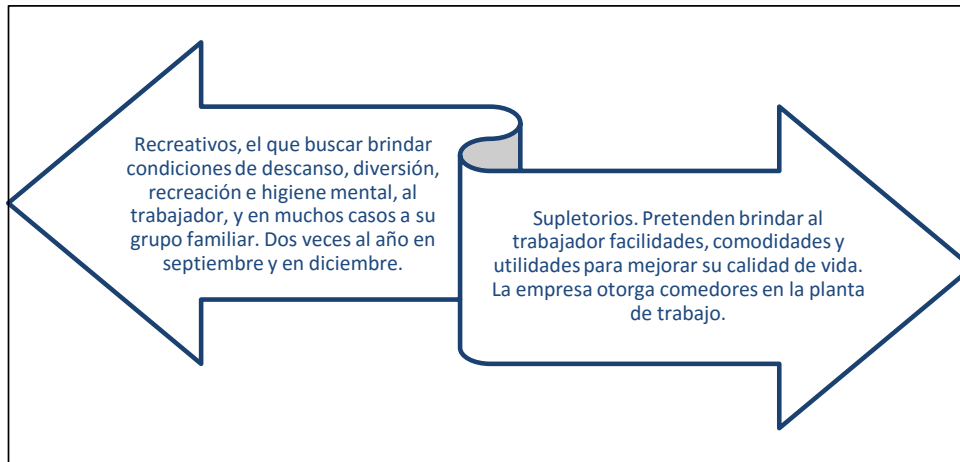 Recreativos, el que buscar brindar
condiciones de descanso, diversión,
recreación e higiene mental, al
trabajador, y en muchos casos a su
grupo familiar. Dos veces al año en
septiembre y en diciembre.
Supletorios. Pretenden brindar al
trabajador facilidades, comodidades y
utilidades para mejorar su calidad de vida.
La empresa otorga comedores en la planta
de trabajo.